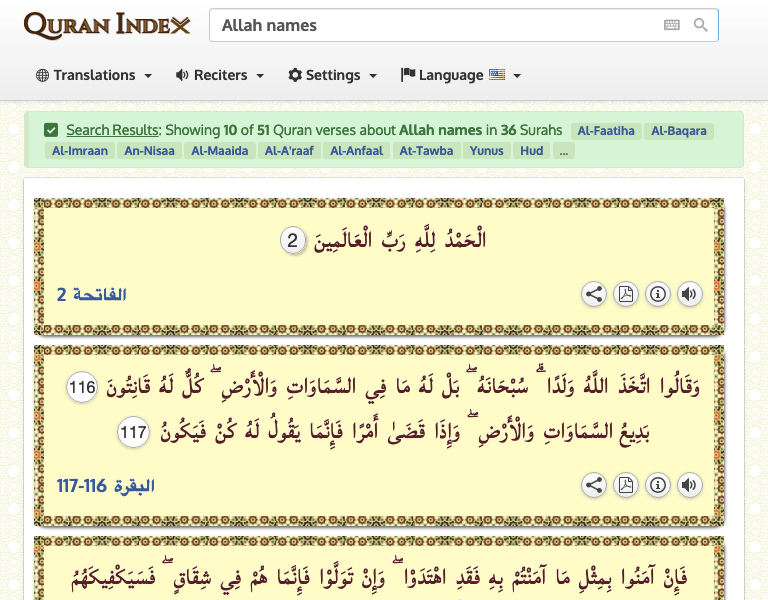 QURAN INDEX
Allah names
Translations
Reciters
Settings
Language
Search Results: Showing 10 of 51 Quran verses about Allah names in 36 Surahs Al-Faatiha Al-Baqara
Al-Imraan An-Nisaa Al-Maaida Al-A'raaf Al-Anfaal At-Tawba Yunus Hud ...
الْحَمْدُ لِلَّهِ رَبِّ الْعَالَمِينَ 2
الفاتحة 2
وَقَالُوا اتَّخَذَ اللَّهُ وَلَدًا ۗ سُبْحَانَهُ ۖ بَلْ لَهُ مَا فِي السَّمَاوَاتِ وَالْأَرْضِ ۖ كُلٌّ لَهُ قَانِتُونَ 116
بَدِيعُ السَّمَاوَاتِ وَالْأَرْضِ ۖ وَإِذَا قَضَىٰ أَمْرًا فَإِنَّمَا يَقُولُ لَهُ كُنْ فَيَكُونُ 117
البقرة 116-117
فَإِنْ آمَنُوا بِمِثْلِ مَا آمَنْتُمْ بِهِ فَقَدِ اهْتَدَوْا ۖ وَإِنْ تَوَلَّوْا فَإِنَّمَا هُمْ فِي شِقَاقٍ ۖ فَسَيَكْفِيكَهُمُ